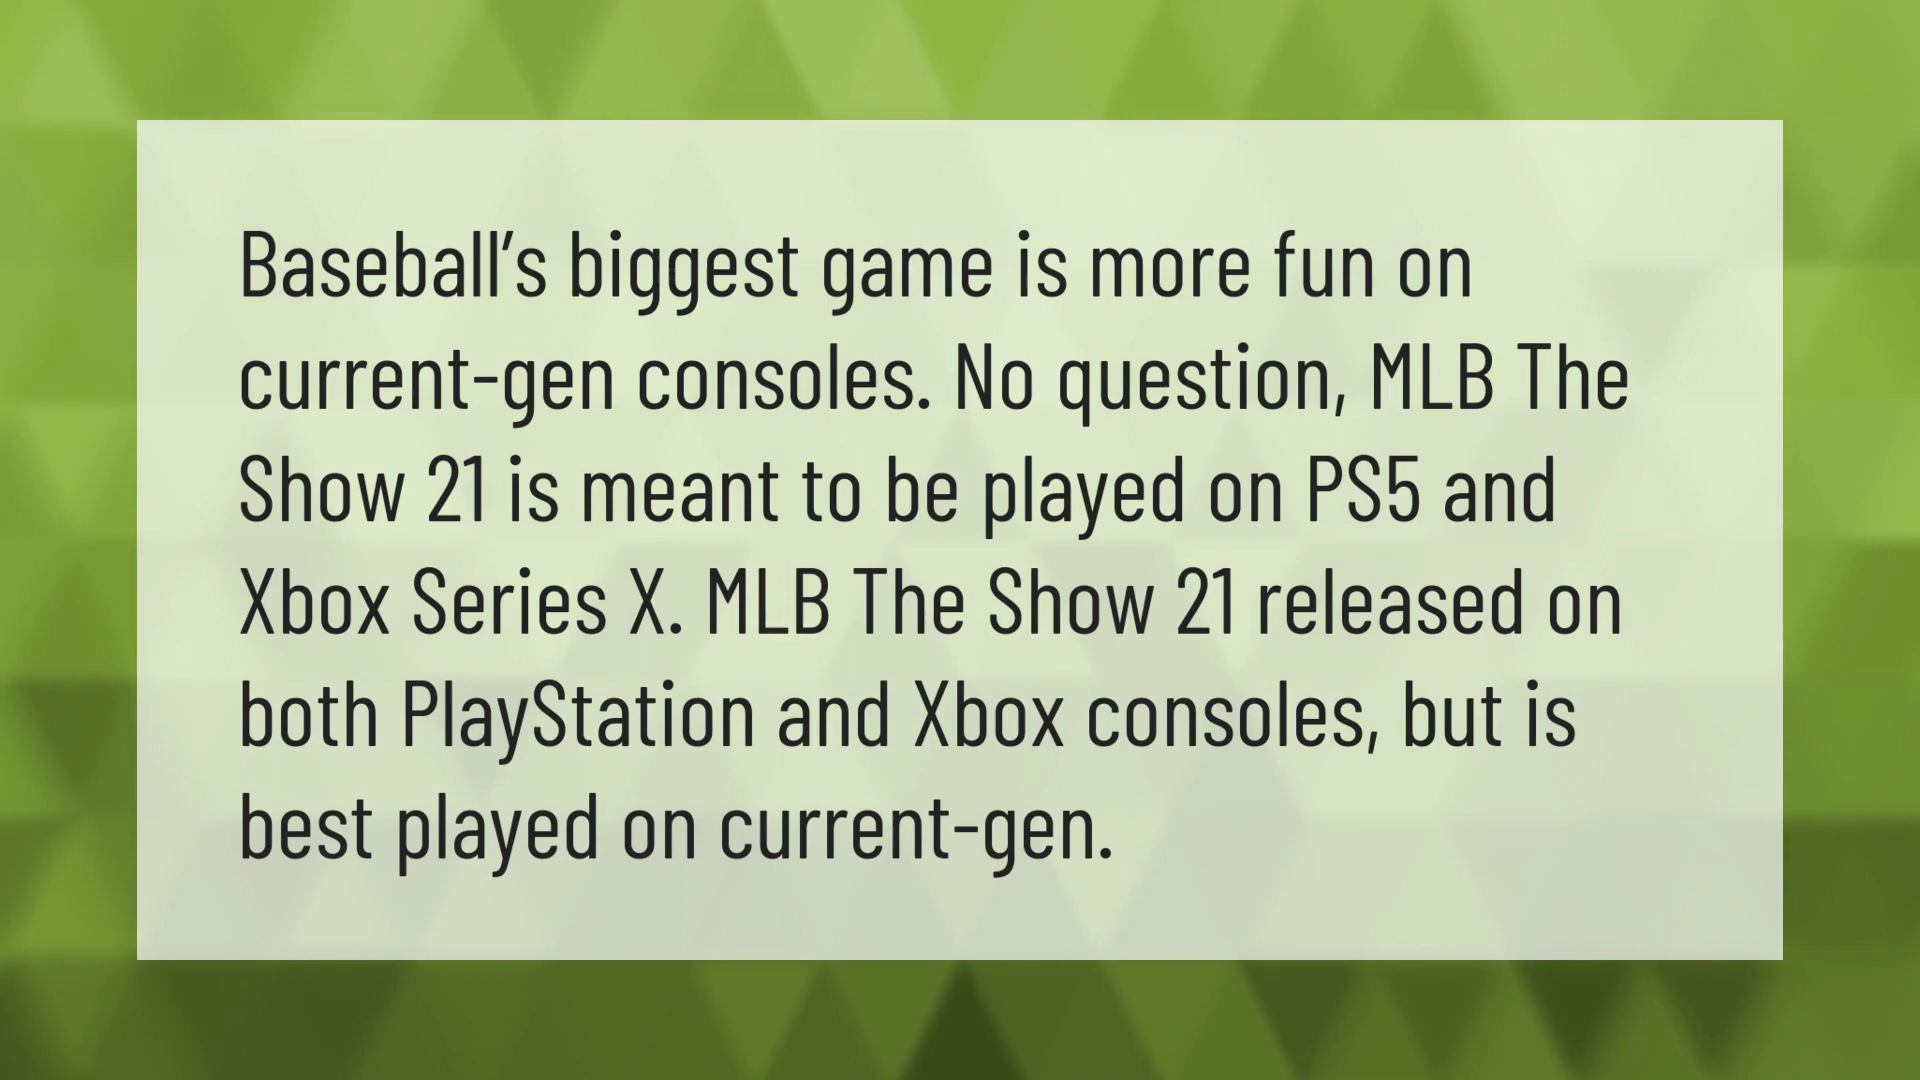 Baseball’s biggest game is more fun on
current-gen consoles. No question, MLB The
Show 21 is meant to be played on PS5 and
Xbox Series X. MLB The Show 21 released on
both PlayStation and Xbox consoles, but is
best played on current-gen.